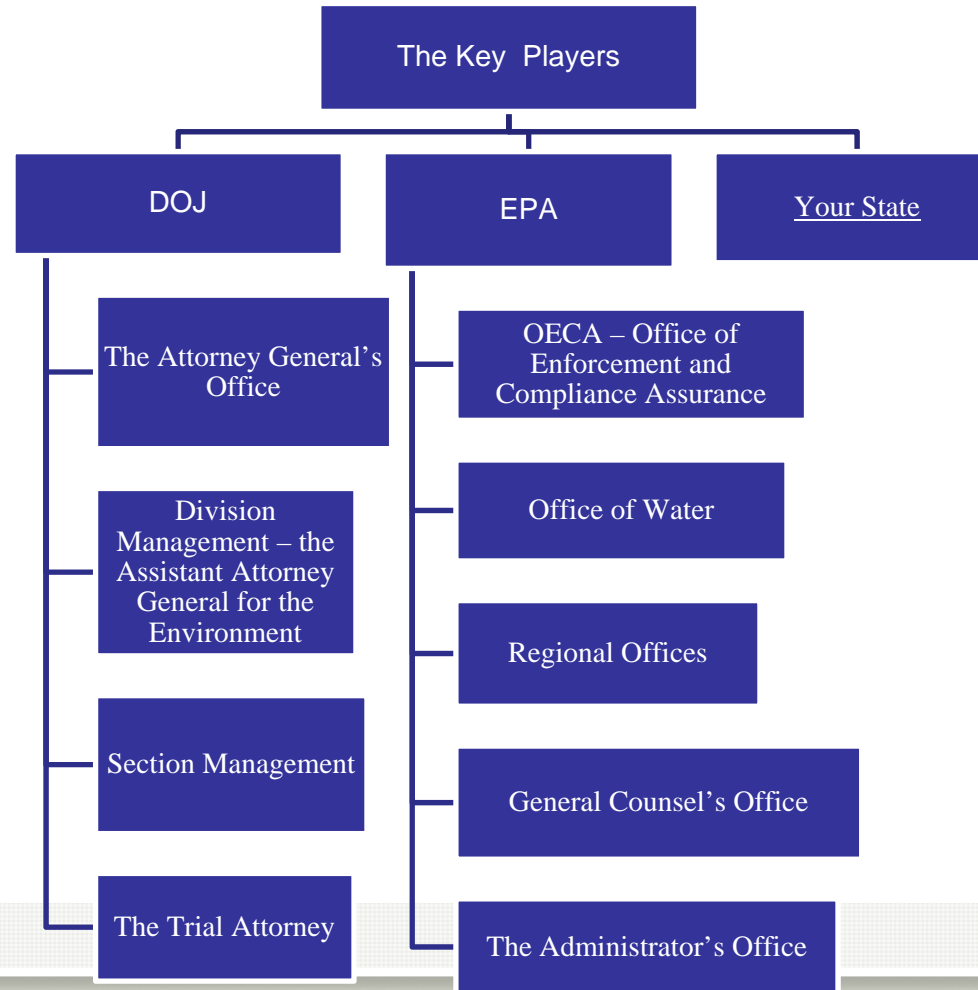 The Key Players
DOJ
EPA
Your State
The Attorney General’s
Office
Division
Management – the
Assistant Attorney
General for the
Environment
Section Management
The Trial Attorney
OECA – Office of
Enforcement and
Compliance Assurance
Office of Water
Regional Offices
General Counsel’s Office
The Administrator’s Office